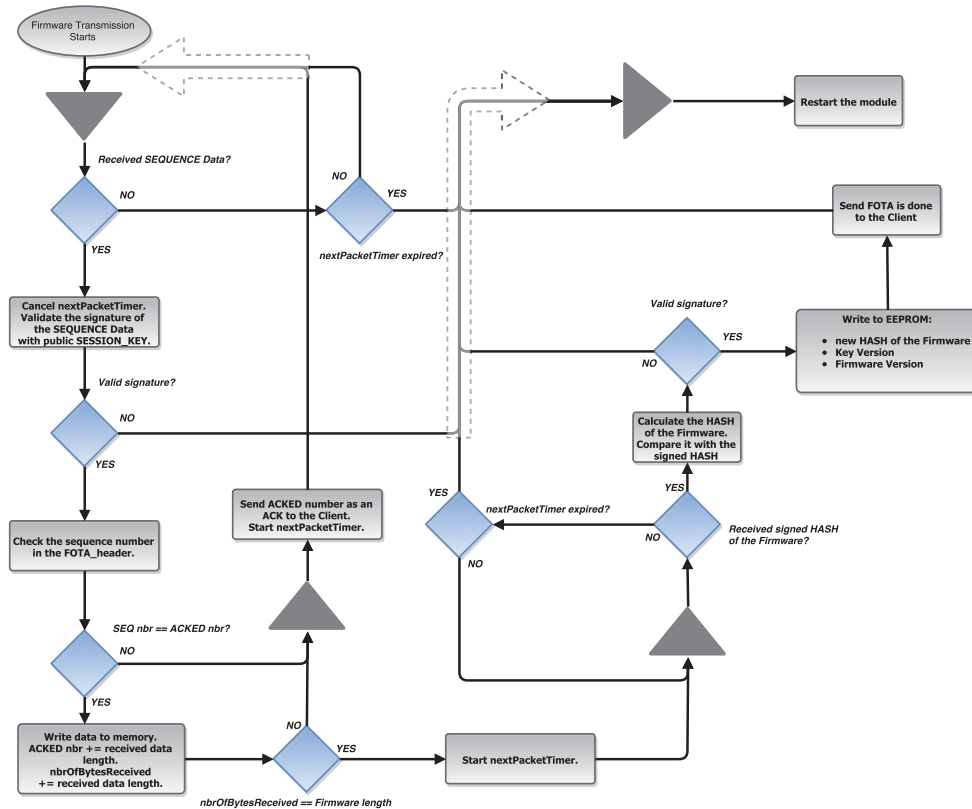 Firmware Transmission
Starts
Received SEQUENCE Data?
NO
YES
NO
YES
nextPacketTimer expired?
Restart the module
Send FOTA is done
to the Client
Cancel nextPacketTimer.
Validate the signature of
the SEQUENCE Data
with public SESSION_KEY.
Valid signature?
NO
YES
Valid signature?
YES
NO
Write to EEPROM:
• new HASH of the Firmware
• Key Version
• Firmware Version
Calculate the HASH
of the Firmware.
Compare it with the
signed HASH
YES
NO
Received signed HASH
of the Firmware?
nextPacketTimer expired?
YES
NO
Send ACKED number as an
ACK to the Client.
Start nextPacketTimer.
Check the sequence number
in the FOTA_header.
SEQ nbr == ACKED nbr?
NO
YES
Write data to memory.
ACKED nbr += received data
length.
nbrOfBytesReceived
+= received data length.
NO
YES
nbrOfBytesReceived == Firmware length
Start nextPacketTimer.